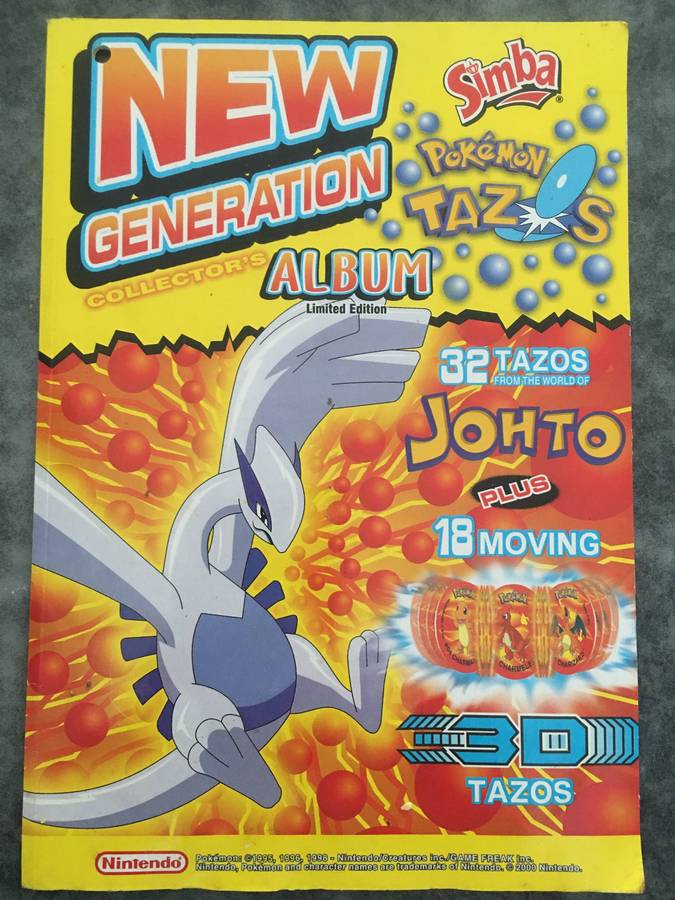 NEW
GENERATION
COLLECTOR'S
ALBUM
Limited Edition
Simba
POKéMON
TAZOS
32 TAZOS
FROM THE WORLD OF
JOHTO
PLUS
18 MOVING
POKéMON
CHARMELEON
3D
TAZOS
Nintendo
Pokémon: ©1995, 1996, 1998 - Nintendo/Creatures inc./GAME FREAK inc.
Nintendo, Pokémon and character names are trademarks of Nintendo. © 2000 Nintendo.